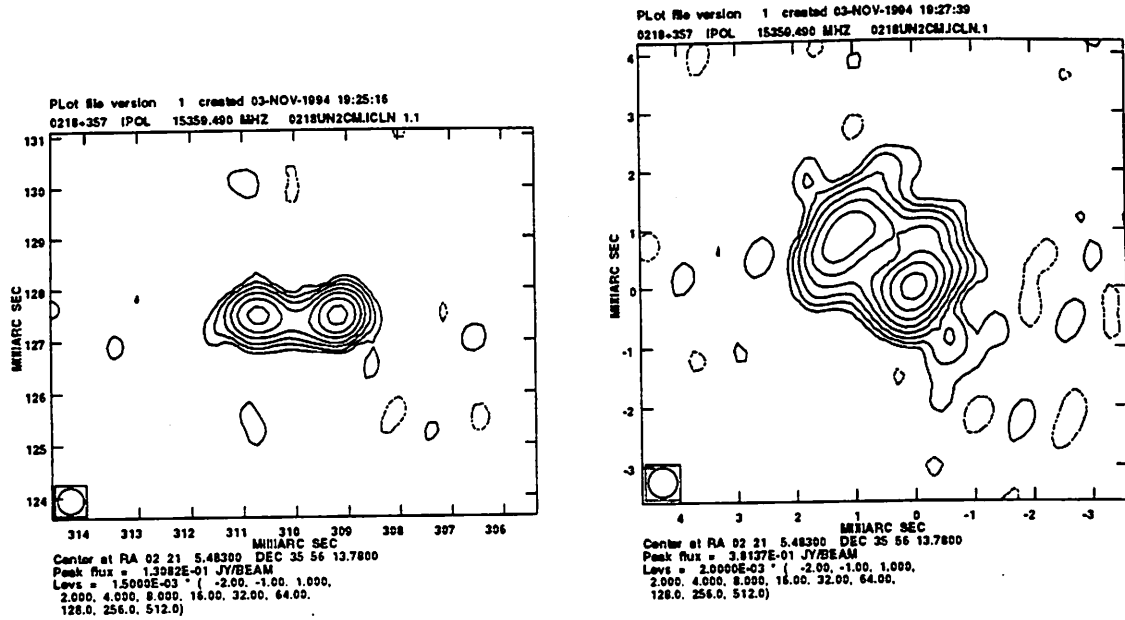 PLot file version 1 created 03-NOV-1994 19:25:16
0218+357 IPOL 15359.490 MHZ 0218UN2CM.ICLN 1.1
131
130
129
128
127
126
125
124
MilliARC SEC
314 313 312 311 310 309 308 307 306
MilliARC SEC
Center at RA 02 21 5.48300 DEC 35 56 13.7800
Peak flux = 1.3082E-01 JY/BEAM
Levs = 1.5000E-03 * ( -2.00, -1.00, 1.000,
2.000, 4.000, 8.000, 16.00, 32.00, 64.00,
128.0, 256.0, 512.0)
PLot file version 1 created 03-NOV-1994 19:27:39
0218+357 IPOL 15359.490 MHZ 0218UN2CM.ICLN.1
4
3
2
1
0
-1
-2
-3
MilliARC SEC
4 3 2 1 0 -1 -2 -3
MilliARC SEC
Center at RA 02 21 5.48300 DEC 35 56 13.7800
Peak flux = 3.8137E-01 JY/BEAM
Levs = 2.0000E-03 * ( -2.00, -1.00, 1.000,
2.000, 4.000, 8.000, 16.00, 32.00, 64.00,
128.0, 256.0, 512.0)